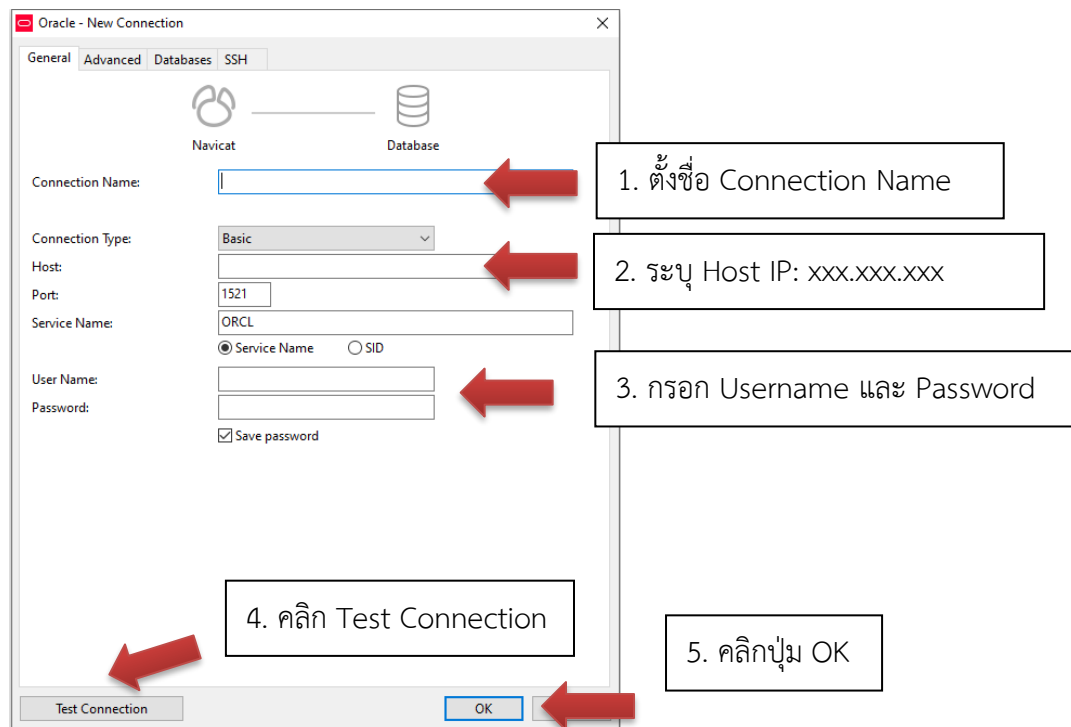 Oracle - New Connection
General Advanced Databases SSH
Navicat Database
Connection Name:
1. ตั้งชื่อ Connection Name
Connection Type: Basic
Host:
2. ระบุ Host IP: xxx.xxx.xxx
Port: 1521
Service Name: ORCL
Service Name SID
User Name:
3. กรอก Username และ Password
Password:
Save password
4. คลิก Test Connection
5. คลิกปุ่ม OK
Test Connection OK